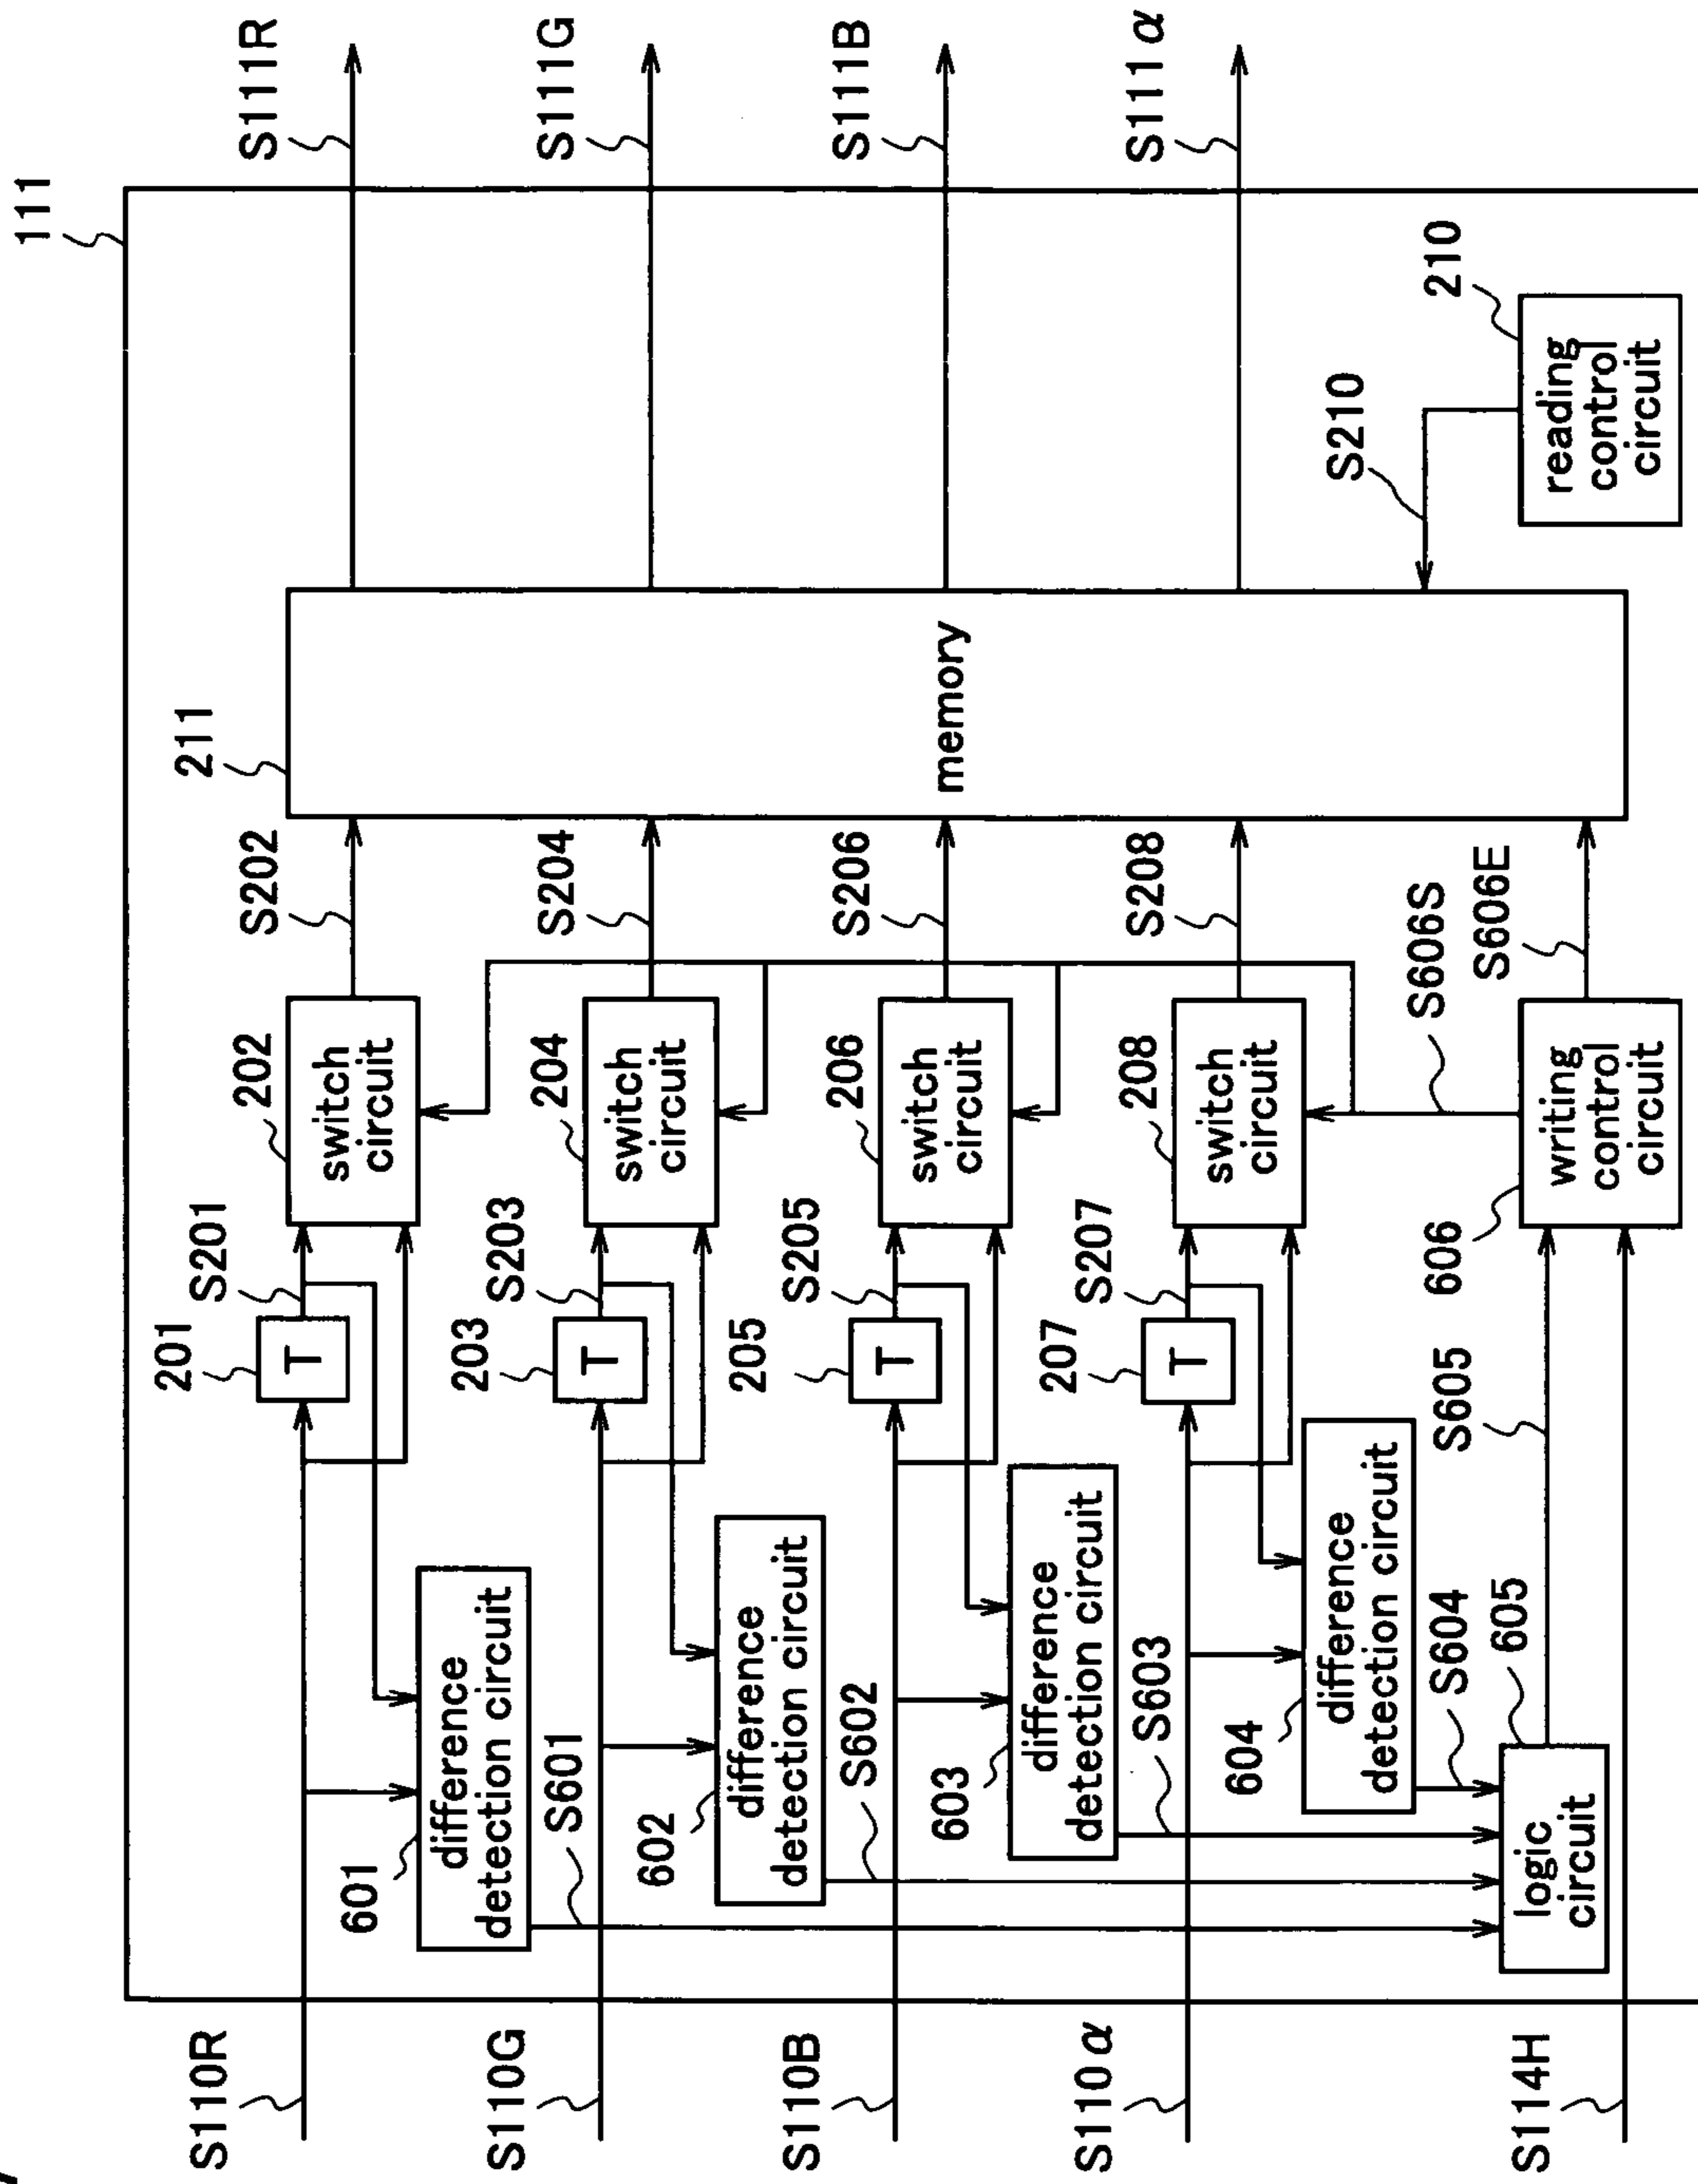 111
S110R
201
S201
202
S202
211
S111R
T
switch
circuit
601
difference
detection circuit
S601
S110G
203
S203
204
S204
S111G
T
switch
circuit
602
difference
detection circuit
S602
S110B
205
S205
206
S206
memory
S111B
T
switch
circuit
603
difference
detection circuit
S603
S110α
207
S207
208
S208
S111α
T
switch
circuit
604
difference
detection circuit
S604
605
logic
circuit
S605
606
writing
control
circuit
S606S
S606E
S210
210
reading
control
circuit
S114H